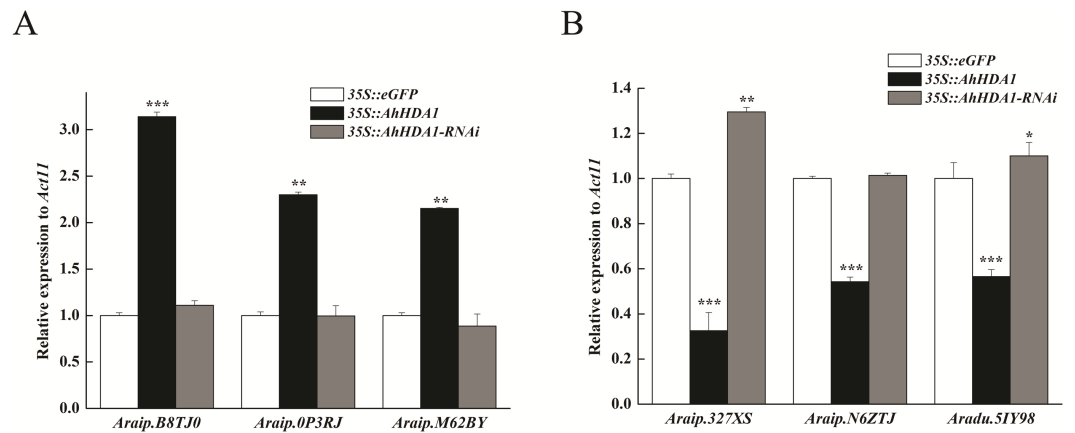 A
35S::eGFP
35S::AhHDA1
35S::AhHDA1-RNAi
Relative expression to Act11
3.0
2.5
2.0
1.5
1.0
0.5
0.0
***
**
**
Araip.B8TJ0
Araip.0P3RJ
Araip.M62BY
B
35S::eGFP
35S::AhHDA1
35S::AhHDA1-RNAi
Relative expression to Act11
1.4
1.2
1.0
0.8
0.6
0.4
0.2
0.0
***
**
***
***
*
Araip.327XS
Araip.N6ZTJ
Aradu.5IY98